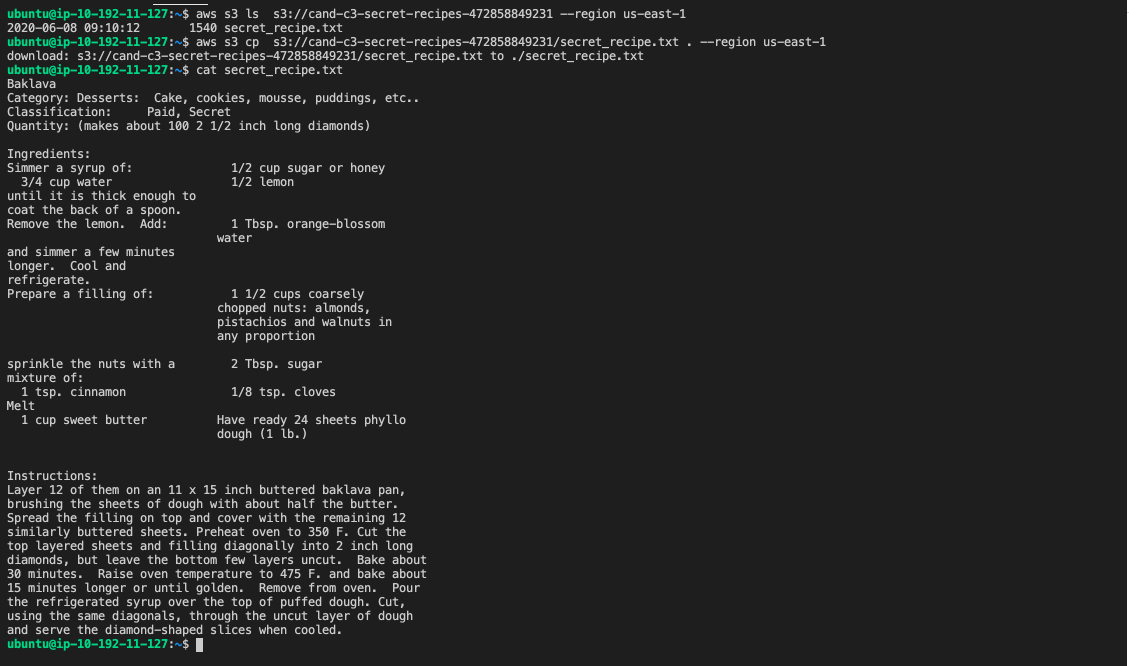 ubuntu@ip-10-192-11-127:~$ aws s3 ls  s3://cand-c3-secret-recipes-472858849231 --region us-east-1
2020-06-08 09:10:12       1540 secret_recipe.txt
ubuntu@ip-10-192-11-127:~$ aws s3 cp  s3://cand-c3-secret-recipes-472858849231/secret_recipe.txt . --region us-east-1
download: s3://cand-c3-secret-recipes-472858849231/secret_recipe.txt to ./secret_recipe.txt
ubuntu@ip-10-192-11-127:~$ cat secret_recipe.txt
Baklava
Category: Desserts:  Cake, cookies, mousse, puddings, etc..
Classification:     Paid, Secret
Quantity: (makes about 100 2 1/2 inch long diamonds)

Ingredients:
Simmer a syrup of:              1/2 cup sugar or honey
  3/4 cup water                 1/2 lemon
until it is thick enough to
coat the back of a spoon.
Remove the lemon.  Add:         1 Tbsp. orange-blossom
                              water
and simmer a few minutes
longer.  Cool and
refrigerate.
Prepare a filling of:           1 1/2 cups coarsely
                              chopped nuts: almonds,
                              pistachios and walnuts in
                              any proportion

sprinkle the nuts with a        2 Tbsp. sugar
mixture of:
  1 tsp. cinnamon               1/8 tsp. cloves
Melt
  1 cup sweet butter          Have ready 24 sheets phyllo
                              dough (1 lb.)


Instructions:
Layer 12 of them on an 11 x 15 inch buttered baklava pan,
brushing the sheets of dough with about half the butter.
Spread the filling on top and cover with the remaining 12
similarly buttered sheets. Preheat oven to 350 F. Cut the
top layered sheets and filling diagonally into 2 inch long
diamonds, but leave the bottom few layers uncut.  Bake about
30 minutes.  Raise oven temperature to 475 F. and bake about
15 minutes longer or until golden.  Remove from oven.  Pour
the refrigerated syrup over the top of puffed dough. Cut,
using the same diagonals, through the uncut layer of dough
and serve the diamond-shaped slices when cooled.
ubuntu@ip-10-192-11-127:~$